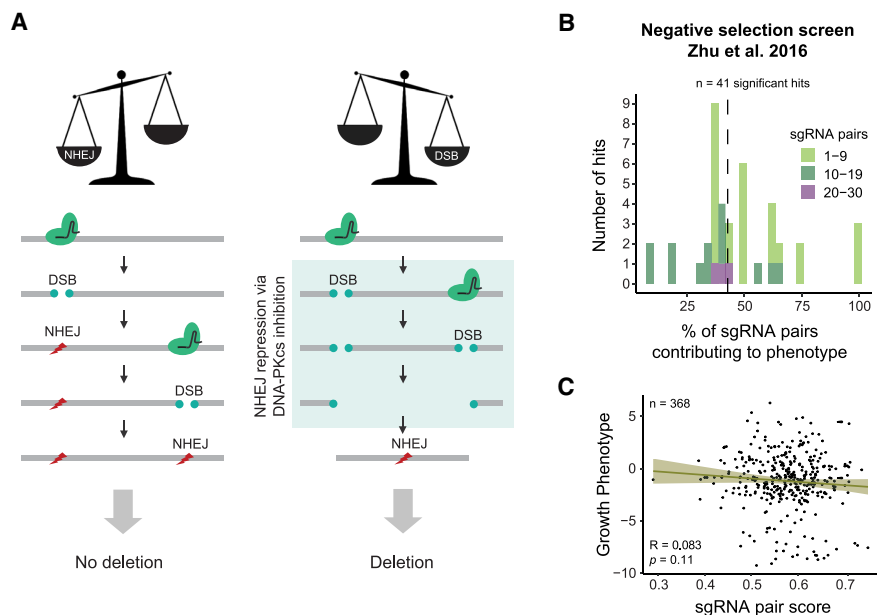 A
NHEJ
DSB
DSB
NHEJ
DSB
NHEJ
No deletion
NHEJ repression via
DNA-PKcs inhibition
DSB
DSB
NHEJ
Deletion
B
Negative selection screen
Zhu et al. 2016
n = 41 significant hits
sgRNA pairs
1–9
10–19
20–30
Number of hits
9
8
7
6
5
4
3
2
1
0
25 50 75 100
% of sgRNA pairs
contributing to phenotype
C
n = 368
Growth Phenotype
5
0
−5
−10
R = 0.083
p = 0.11
0.3 0.4 0.5 0.6 0.7
sgRNA pair score